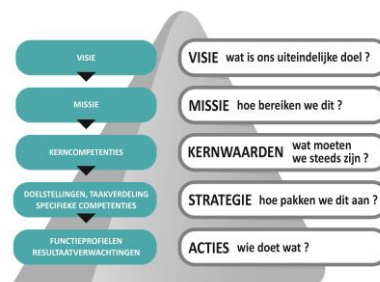 VISIE
MISSIE
KERNCOMPETENTIES
DOELSTELLINGEN, TAAKVERDELING
SPECIFIEKE COMPETENTIES
FUNCTIEPROFIELEN
RESULTAATVERWACHTINGEN
VISIE wat is ons uiteindelijke doel ?
MISSIE hoe bereiken we dit ?
KERNWAARDEN wat moeten
we steeds zijn ?
STRATEGIE hoe pakken we dit aan ?
ACTIES wie doet wat ?